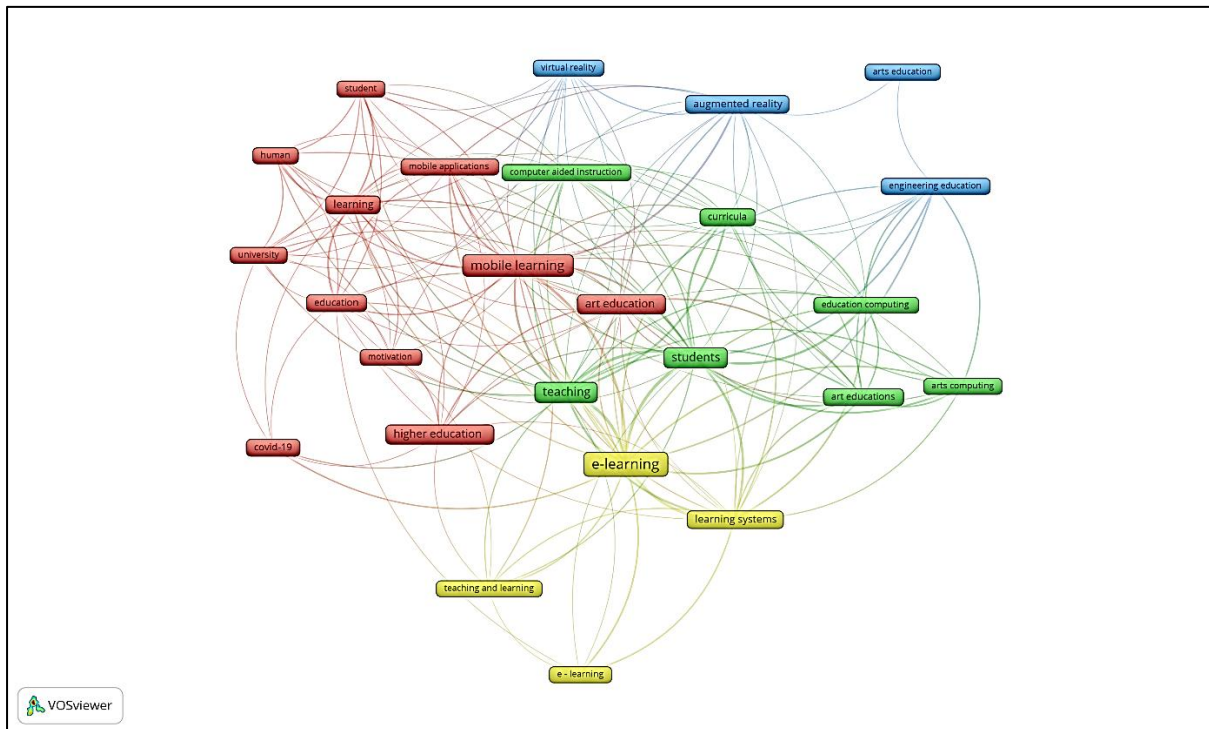 virtual reality
arts education
student
augmented reality
human
mobile applications
computer aided instruction
engineering education
learning
curricula
university
mobile learning
education
art education
education computing
motivation
students
teaching
art educations
arts computing
higher education
covid-19
e-learning
learning systems
teaching and learning
e - learning
VOSviewer